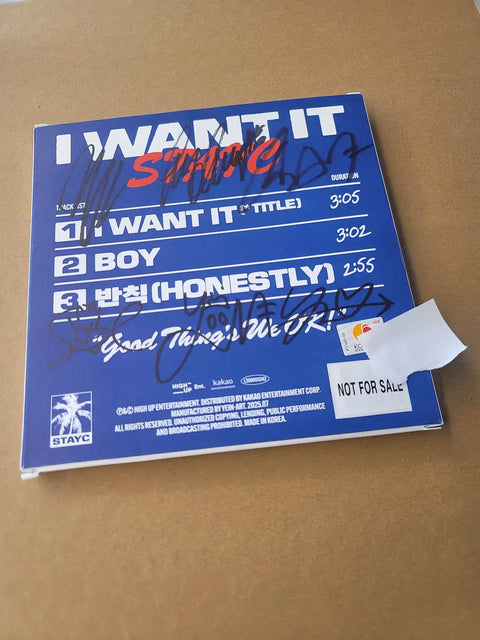 I WANT IT
STAYC
TRACK LIST DURATION
1 I WANT IT (* TITLE) 3:05
2 BOY 3:02
3 반칙 (HONESTLY) 2:55
"Good Thing's We UR!"
HIGH UP Ent. kakao ENTERTAINMENT
Ⓟ&© HIGH UP ENTERTAINMENT. DISTRIBUTED BY KAKAO ENTERTAINMENT CORP.
MANUFACTURED BY YEIN-ART. 2025.07
ALL RIGHTS RESERVED. UNAUTHORIZED COPYING, LENDING, PUBLIC PERFORMANCE
AND BROADCASTING PROHIBITED. MADE IN KOREA.
STAYC
NOT FOR SALE